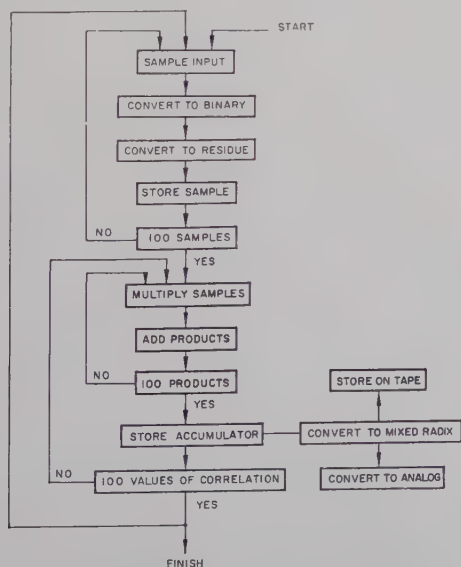 START
SAMPLE INPUT
CONVERT TO BINARY
CONVERT TO RESIDUE
STORE SAMPLE
NO
100 SAMPLES
YES
MULTIPLY SAMPLES
ADD PRODUCTS
NO
100 PRODUCTS
YES
STORE ON TAPE
STORE ACCUMULATOR
CONVERT TO MIXED RADIX
NO
100 VALUES OF CORRELATION
CONVERT TO ANALOG
YES
FINISH